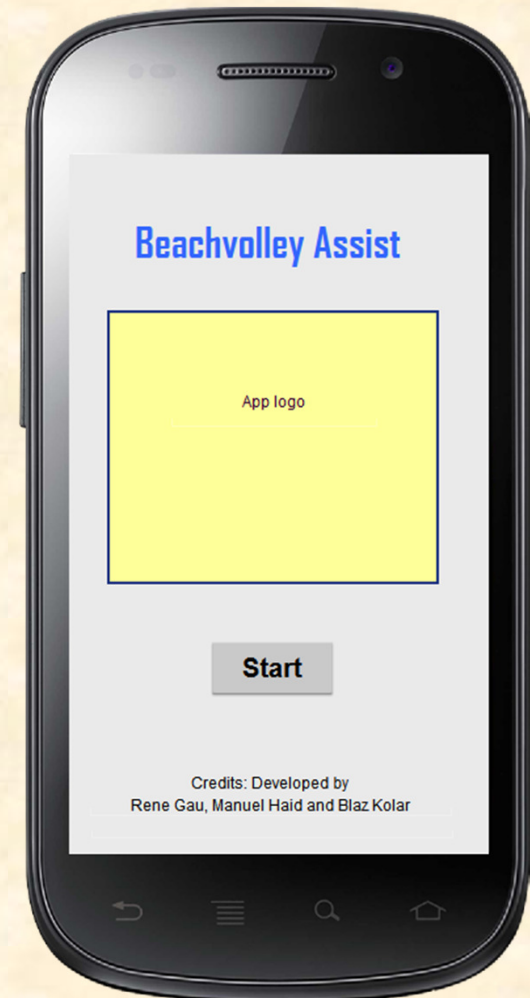 Beachvolley Assist
App logo
Start
Credits: Developed by
Rene Gau, Manuel Haid and Blaz Kolar